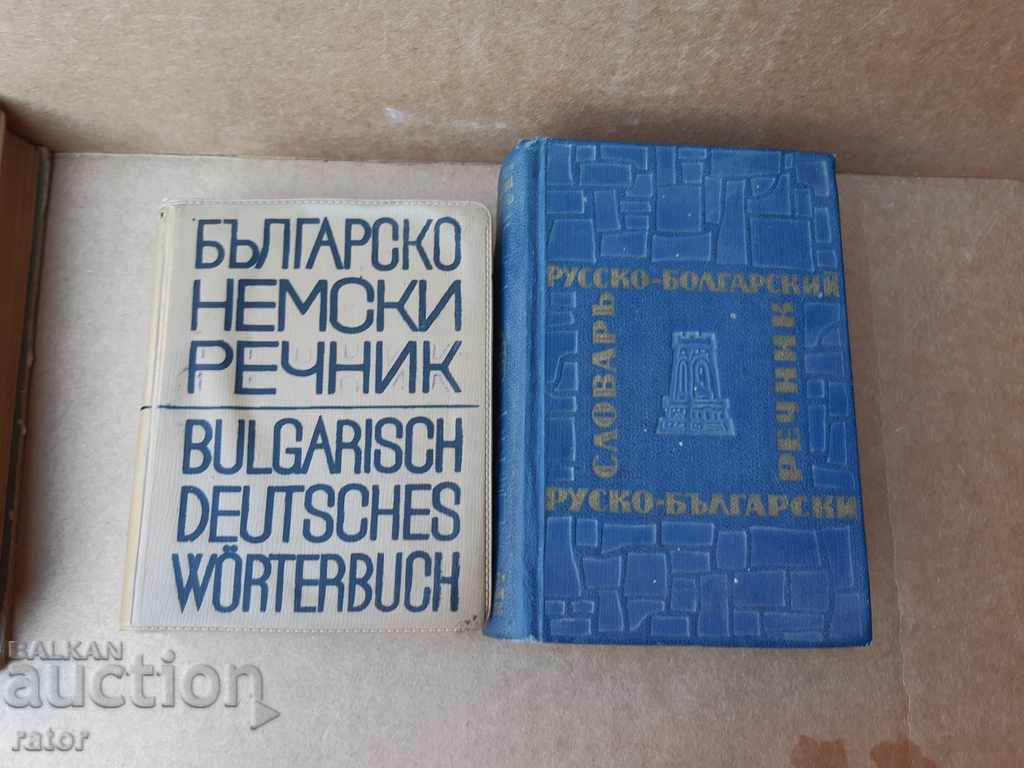 БЪЛГАРСКО
НЕМСКИ
РЕЧНИК
BULGARISCH
DEUTSCHES
WÖRTERBUCH
РУССКО-БОЛГАРСКИЙ
СЛОВАРЬ
РЕЧНИК
РУСКО-БЪЛГАРСКИ
BALKAN
auction
rator